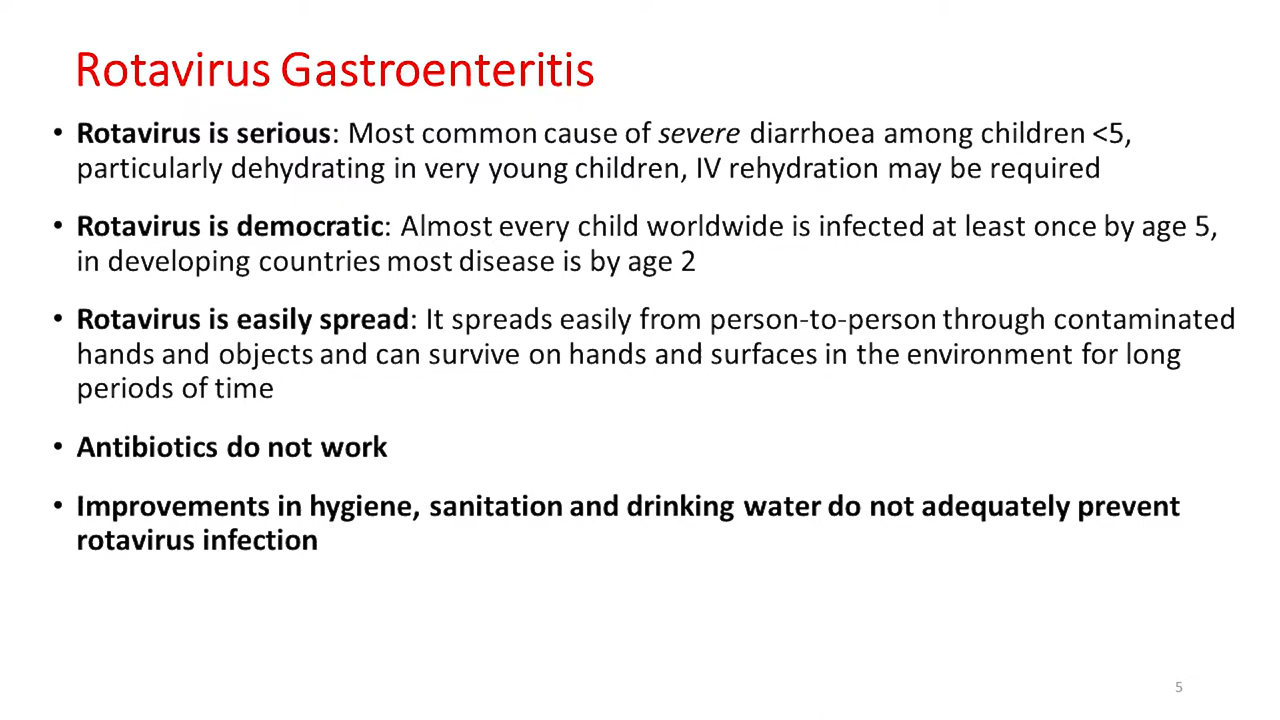 Rotavirus Gastroenteritis
• Rotavirus is serious: Most common cause of severe diarrhoea among children <5,
particularly dehydrating in very young children, IV rehydration may be required
• Rotavirus is democratic: Almost every child worldwide is infected at least once by age 5,
in developing countries most disease is by age 2
• Rotavirus is easily spread: It spreads easily from person-to-person through contaminated
hands and objects and can survive on hands and surfaces in the environment for long
periods of time
• Antibiotics do not work
• Improvements in hygiene, sanitation and drinking water do not adequately prevent
rotavirus infection
5